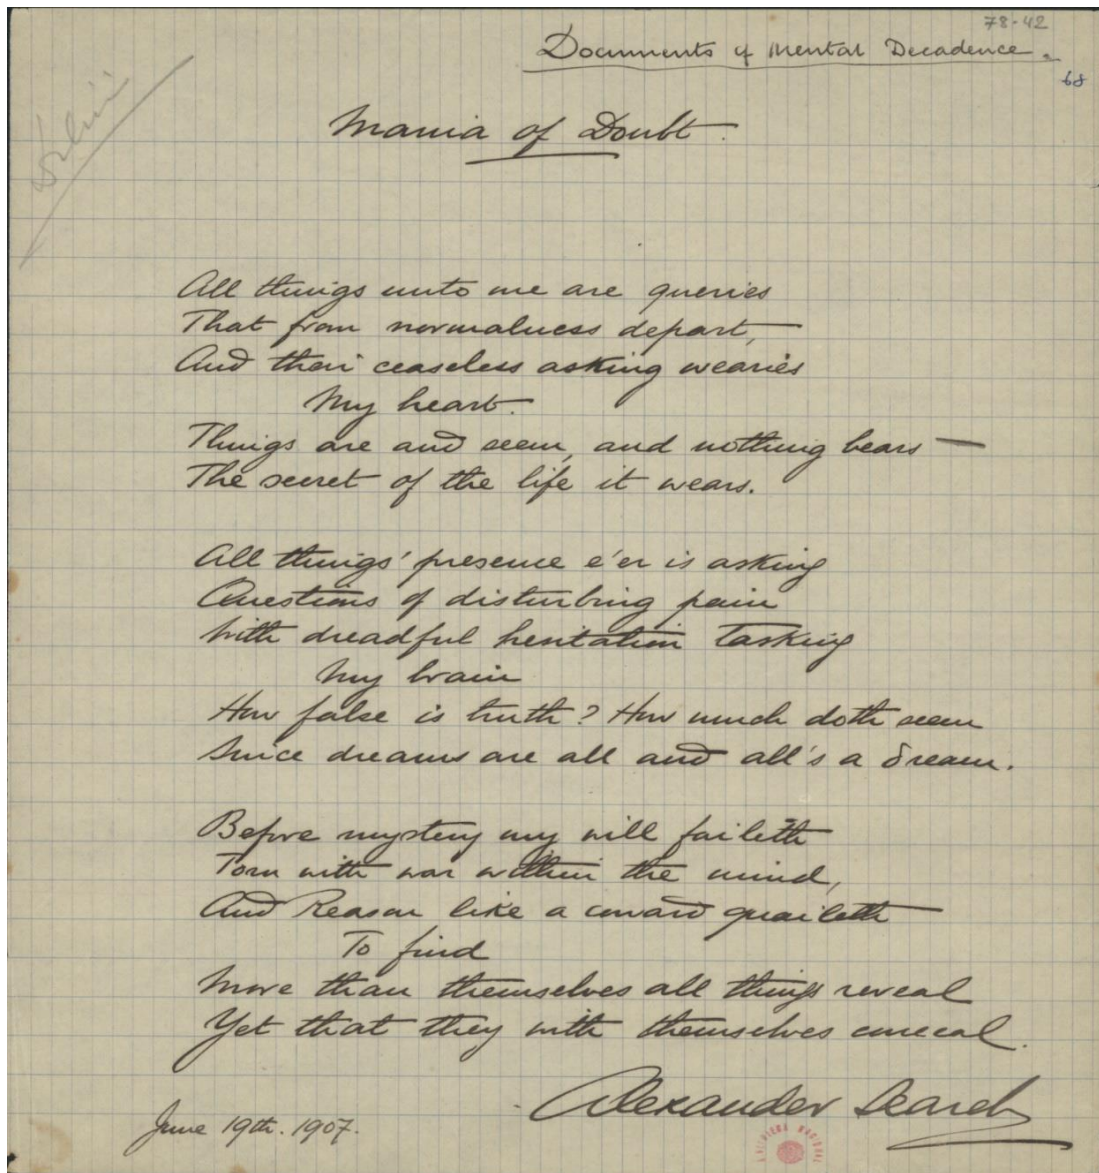 78-42
Documents of Mental Decadence.
68
Delirii
Mania of Doubt.
All things unto me are queries
That from normalness depart,
And their ceaseless asking wearies
My heart.
Things are and seem, and nothing bears
The secret of the life it wears.
All things' presence e'er is asking
Questions of disturbing pain
With dreadful hesitation tasking
My brain
How false is truth? How much doth seem
Since dreams are all and all's a dream.
Before mystery my will faileth
Torn with war within the mind,
And Reason like a coward quaileth
To find
More than themselves all things reveal
Yet that they with themselves conceal.
Alexander Search
June 19th. 1907.
BIBLIOTECA NACIONAL